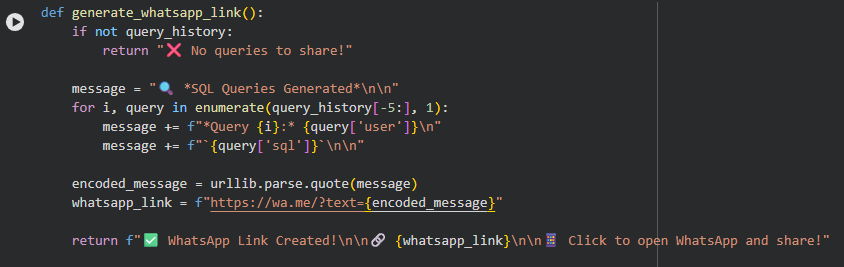 def generate_whatsapp_link():
    if not query_history:
        return "❌ No queries to share!"
    message = "🔍 *SQL Queries Generated*\n\n"
    for i, query in enumerate(query_history[-5:], 1):
        message += f"*Query {i}:* {query['user']}\n"
        message += f"`{query['sql']}`\n\n"
    encoded_message = urllib.parse.quote(message)
    whatsapp_link = f"https://wa.me/?text={encoded_message}"
    return f"✅ WhatsApp Link Created!\n\n🔗 {whatsapp_link}\n\n📱 Click to open WhatsApp and share!"